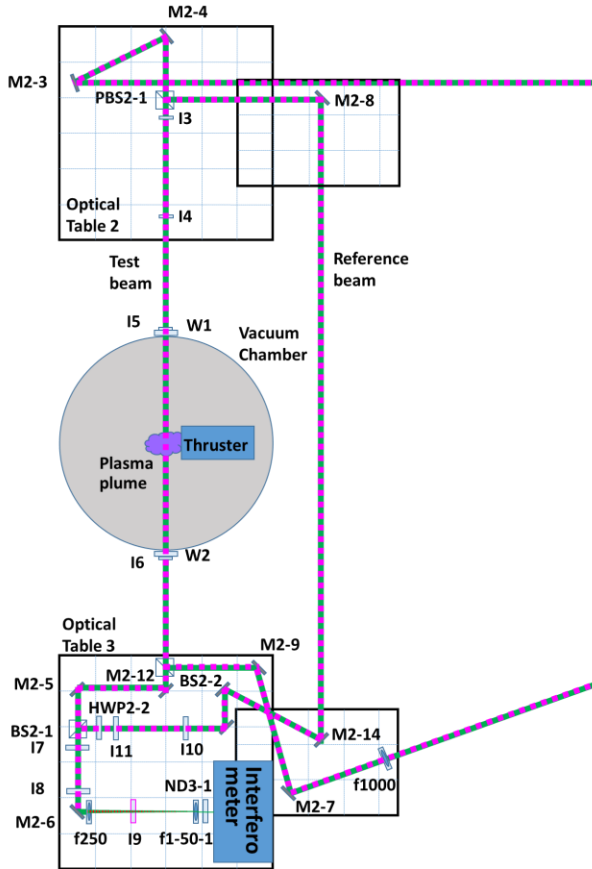 M2-4
M2-3
PBS2-1
M2-8
I3
Optical
Table 2
I4
Test
beam
Reference
beam
I5
W1
Vacuum
Chamber
Thruster
Plasma
plume
I6
W2
Optical
Table 3
M2-9
M2-12
BS2-2
M2-5
HWP2-2
BS2-1
I7
I11
I10
M2-14
f1000
I8
ND3-1
M2-7
M2-6
f250
I9
f1-50-1
Interfero
meter